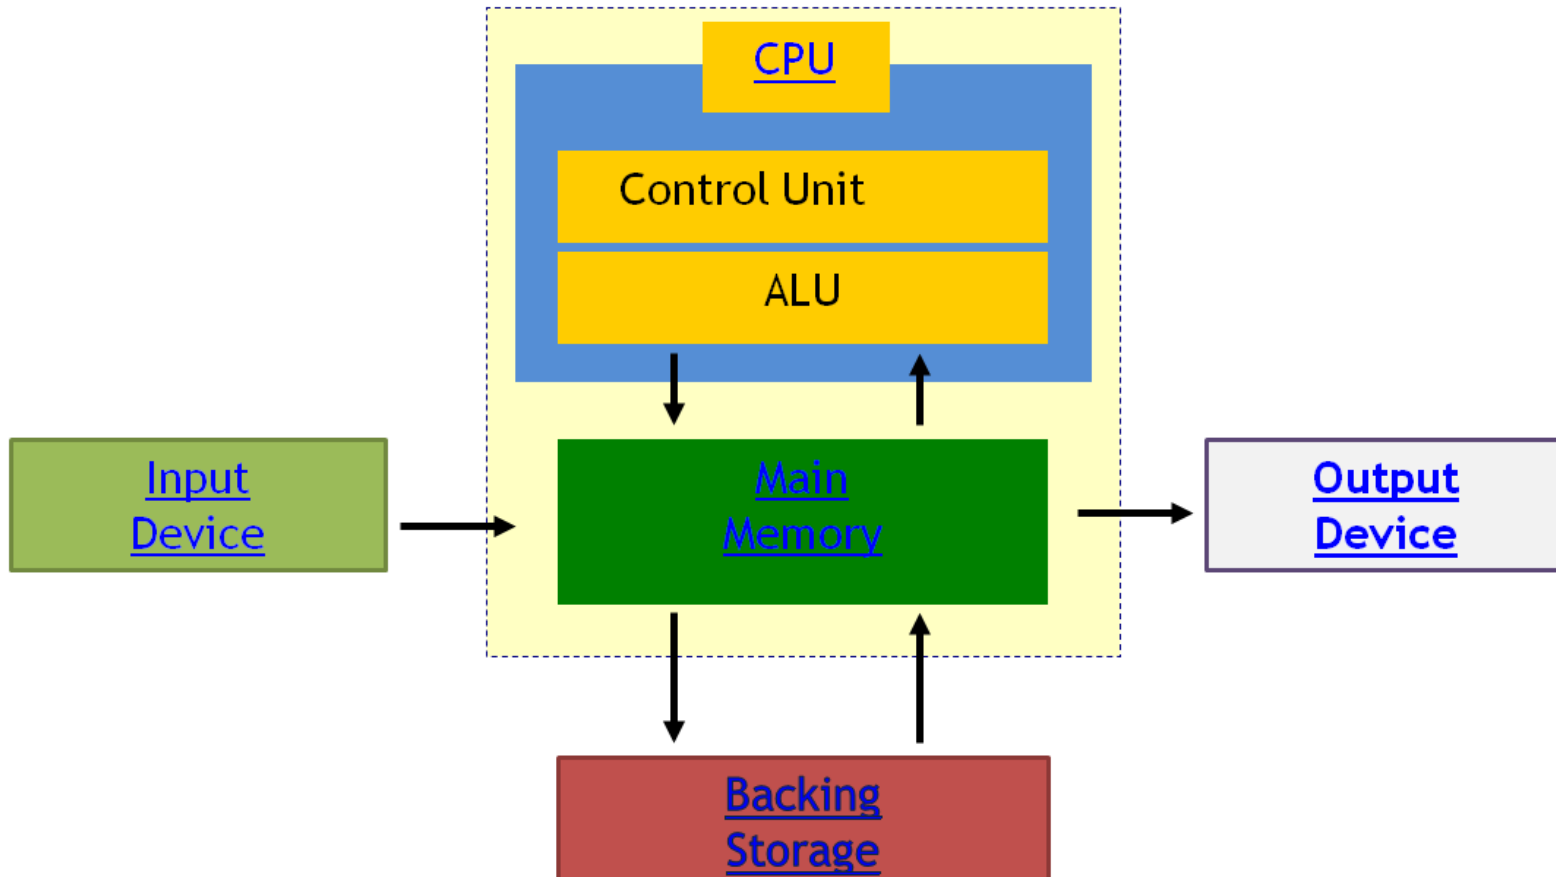 CPU
Control Unit
ALU
Input
Device
Main
Memory
Output
Device
Backing
Storage